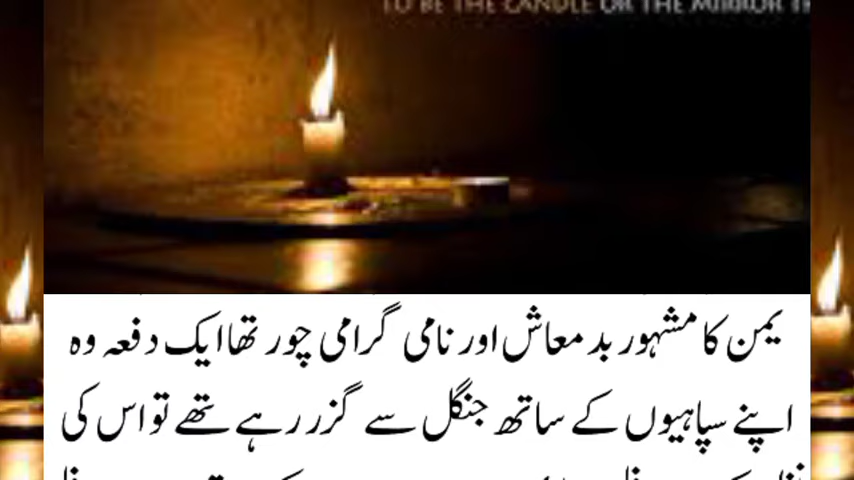 TO BE THE CANDLE OR THE MIRROR
یمن کا مشہور بدمعاش اور نامی گرامی چور تھا ایک دفعہ وہ
اپنے سپاہیوں کے ساتھ جنگل سے گزر رہے تھے تو اس کی